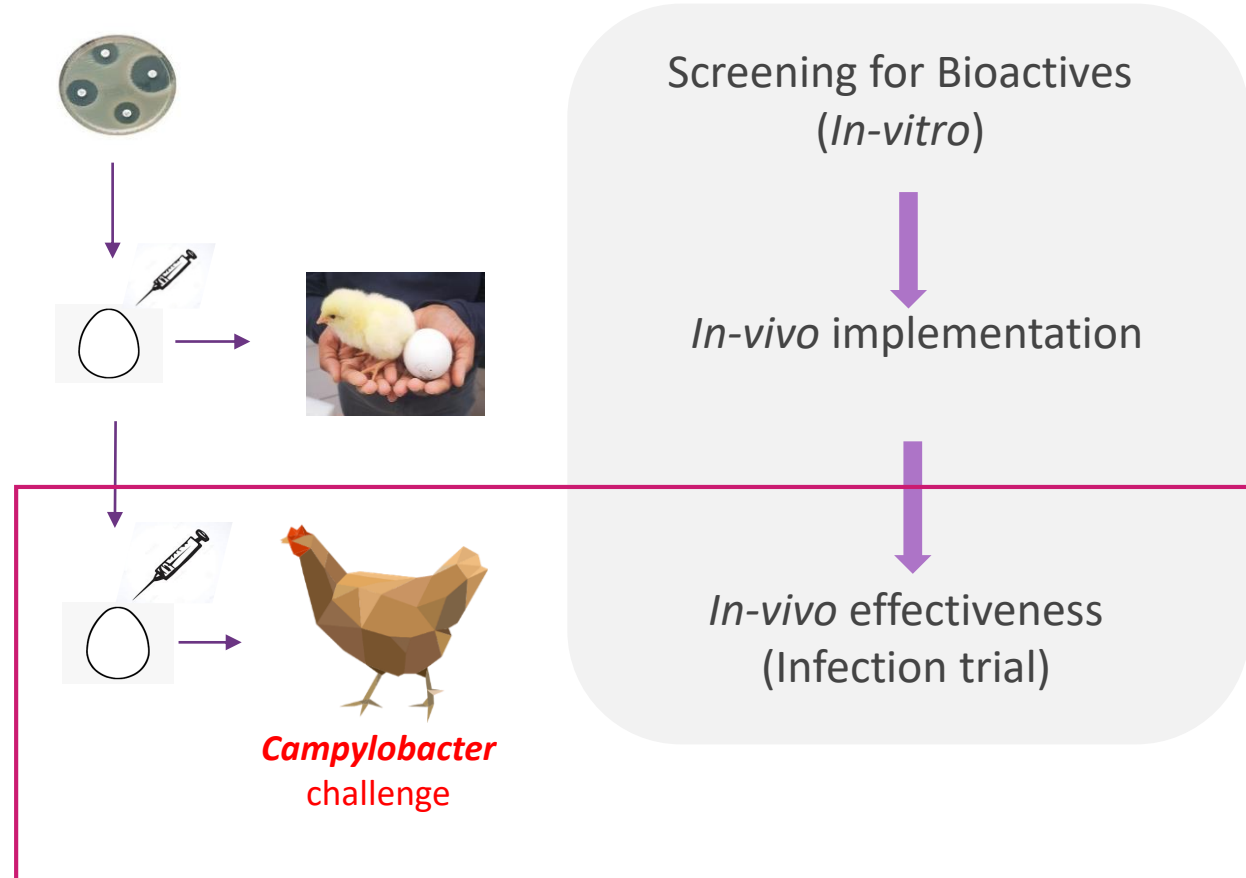 Screening for Bioactives
(In-vitro)
In-vivo implementation
In-vivo effectiveness
(Infection trial)
Campylobacter
challenge